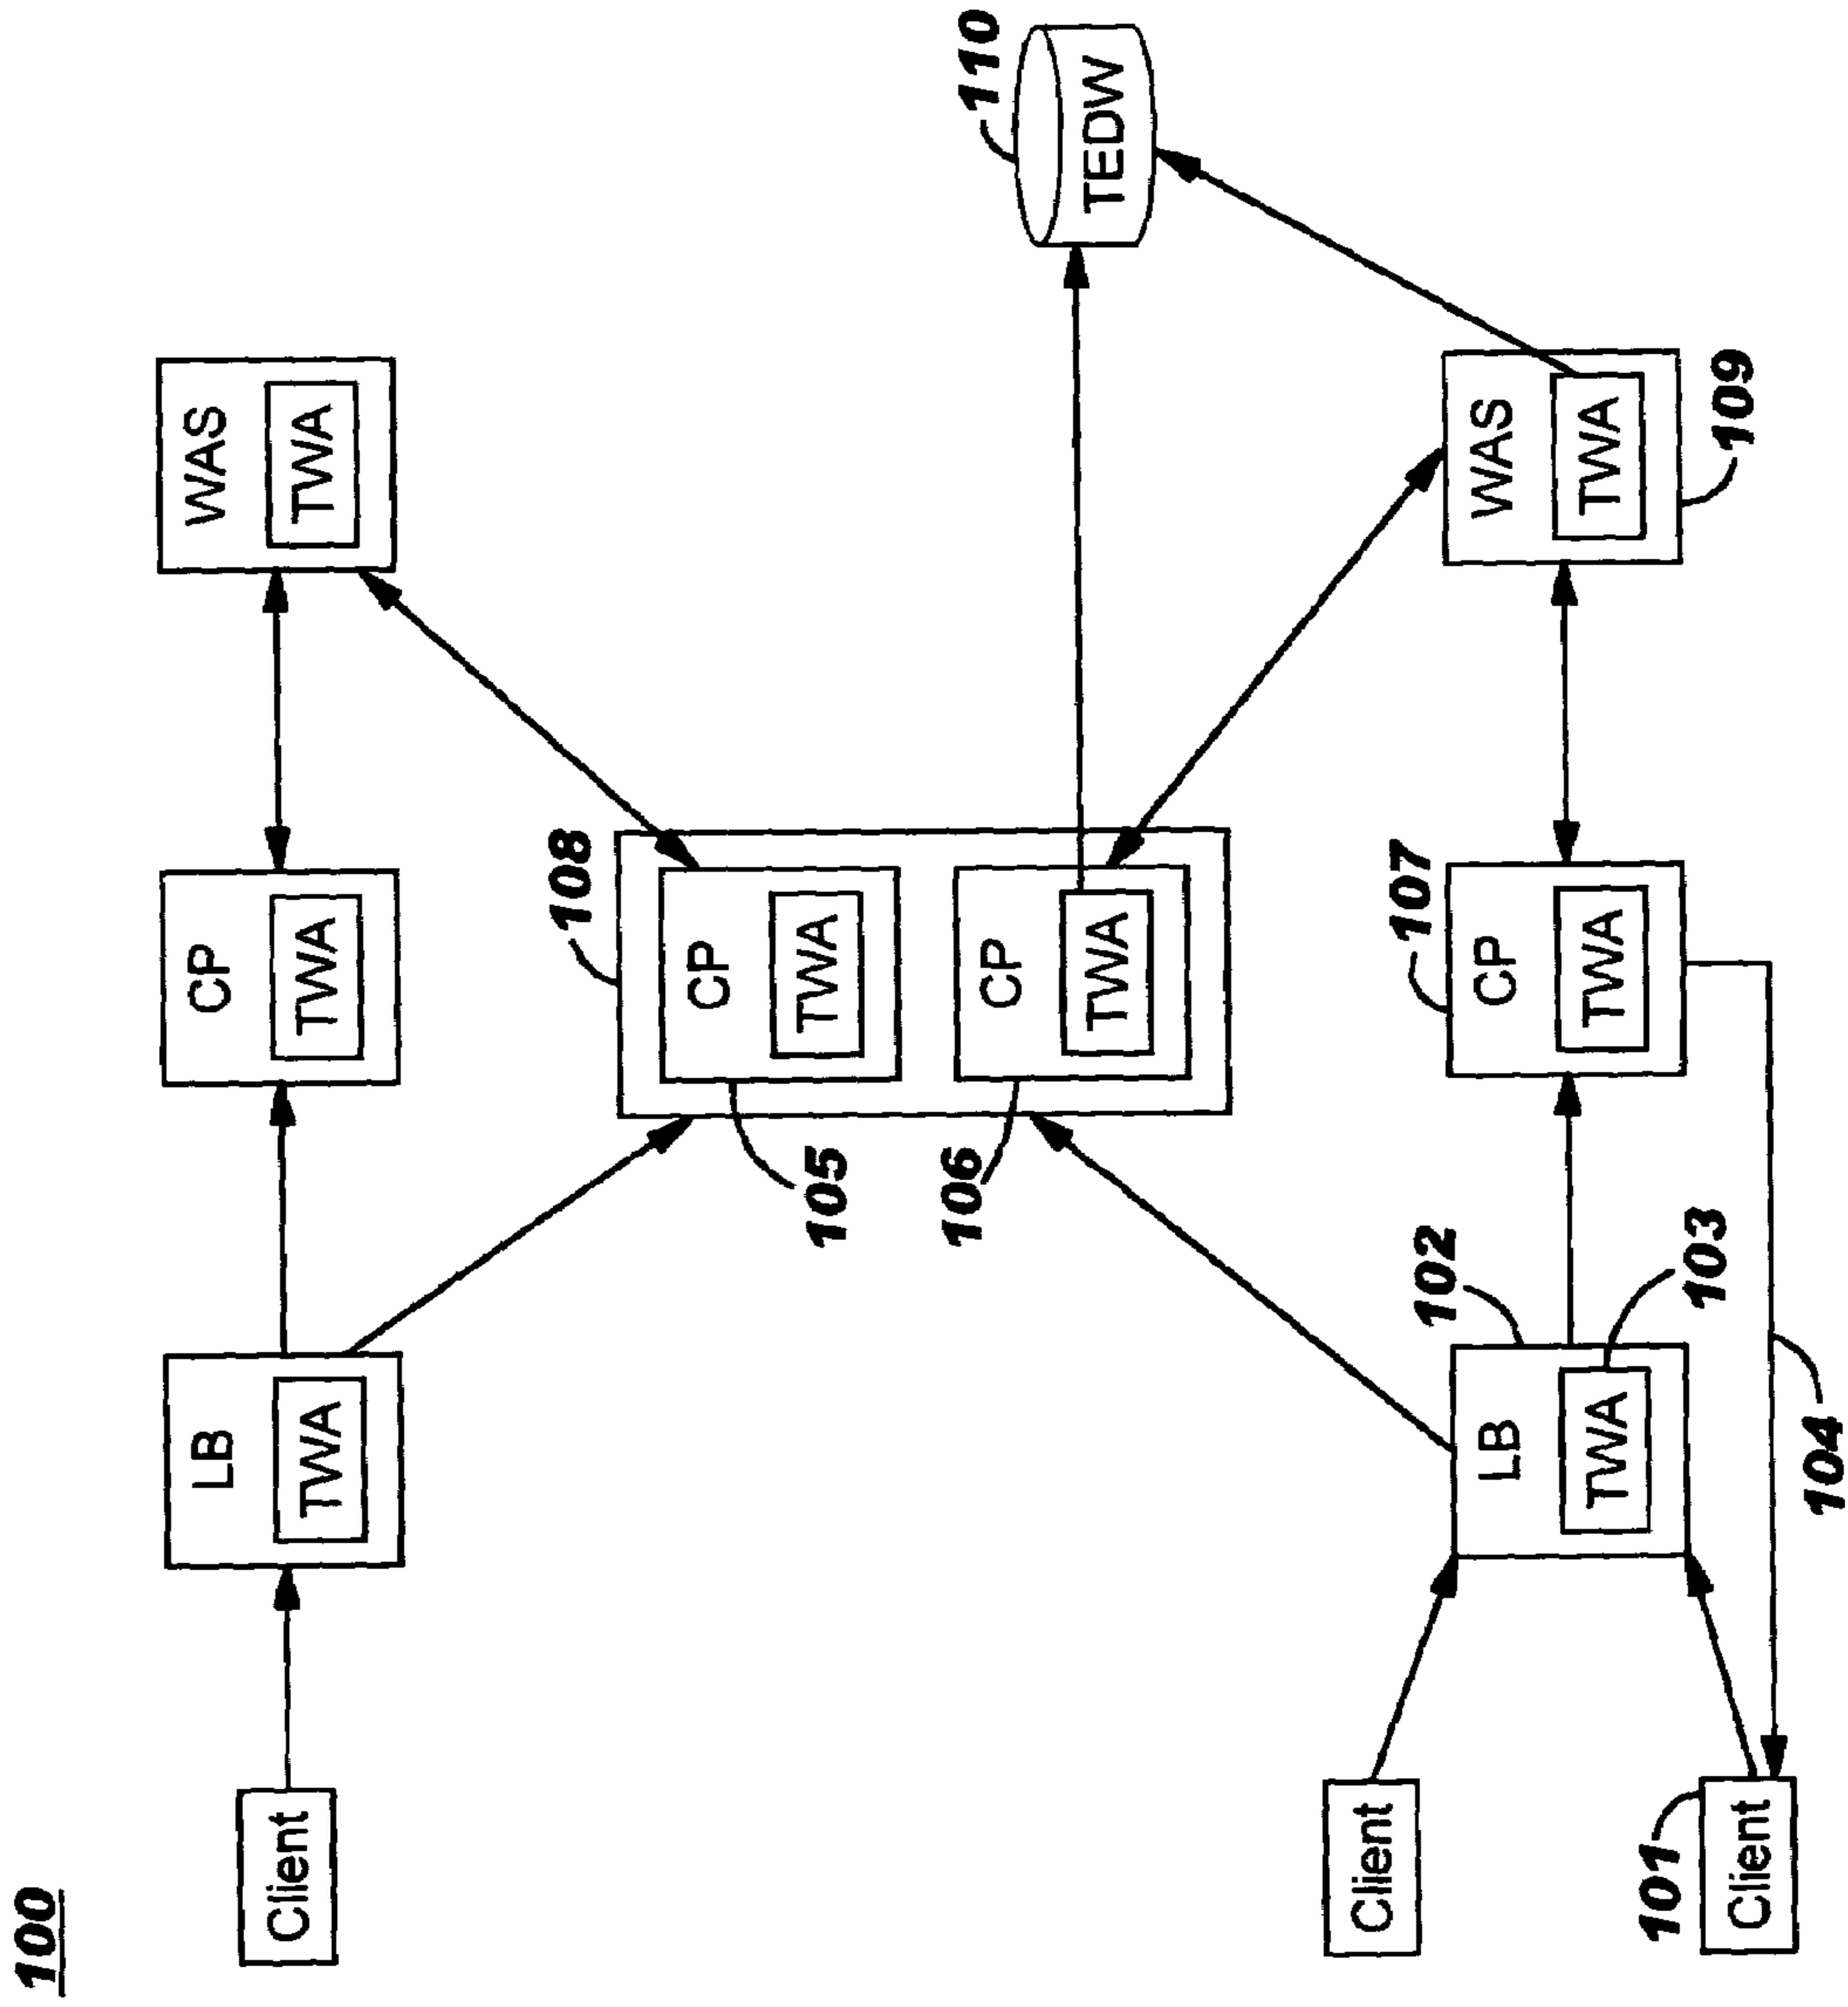 100
Client
LB
TWA
CP
TWA
WAS
TWA
108
CP
TWA
105
CP
TWA
106
110
TEDW
Client
101
Client
102
LB
TWA
103
104
107
CP
TWA
WAS
TWA
109